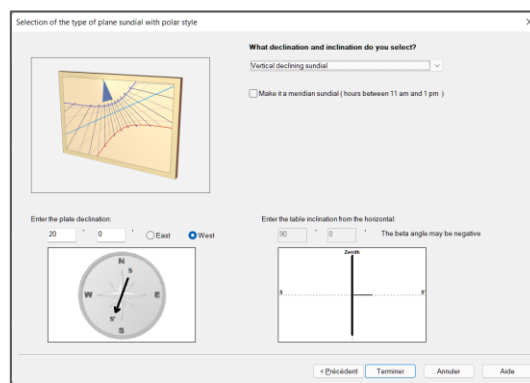 Selection of the type of plane sundial with polar style
What declination and inclination do you select?
Vertical declining sundial
Make it a meridian sundial ( hours between 11 am and 1 pm )
Enter the plate declination:
20 ° 0 ' East West
N
S
W E
S'
S
Enter the table inclination from the horizontal:
90 ° 0 ' The beta angle may be negative
Zenith
S S'
< Précédent Terminer Annuler Aide